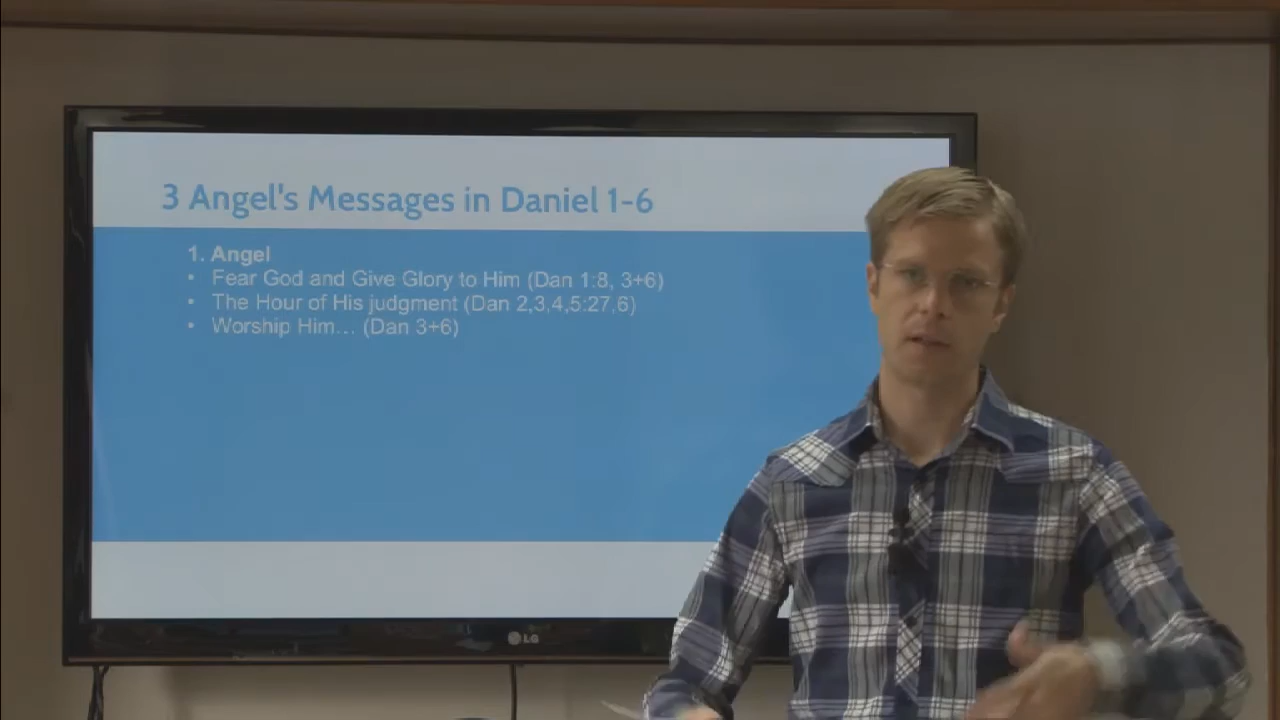 3 Angel's Messages in Daniel 1-6
1. Angel
• Fear God and Give Glory to Him (Dan 1:8, 3+6)
• The Hour of His judgment (Dan 2,3,4,5:27,6)
• Worship Him... (Dan 3+6)
LG